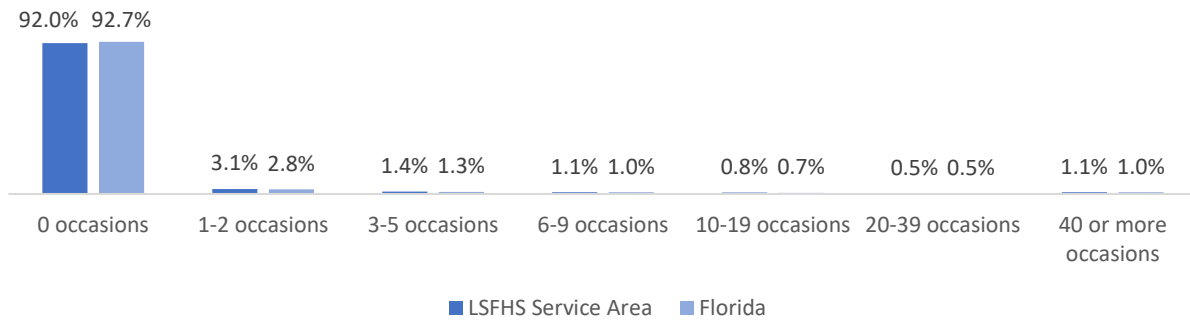 92.0% 92.7%
3.1% 2.8%
1.4% 1.3%
1.1% 1.0%
0.8% 0.7%
0.5% 0.5%
1.1% 1.0%
0 occasions
1-2 occasions
3-5 occasions
6-9 occasions
10-19 occasions
20-39 occasions
40 or more
occasions
LSFHS Service Area
Florida